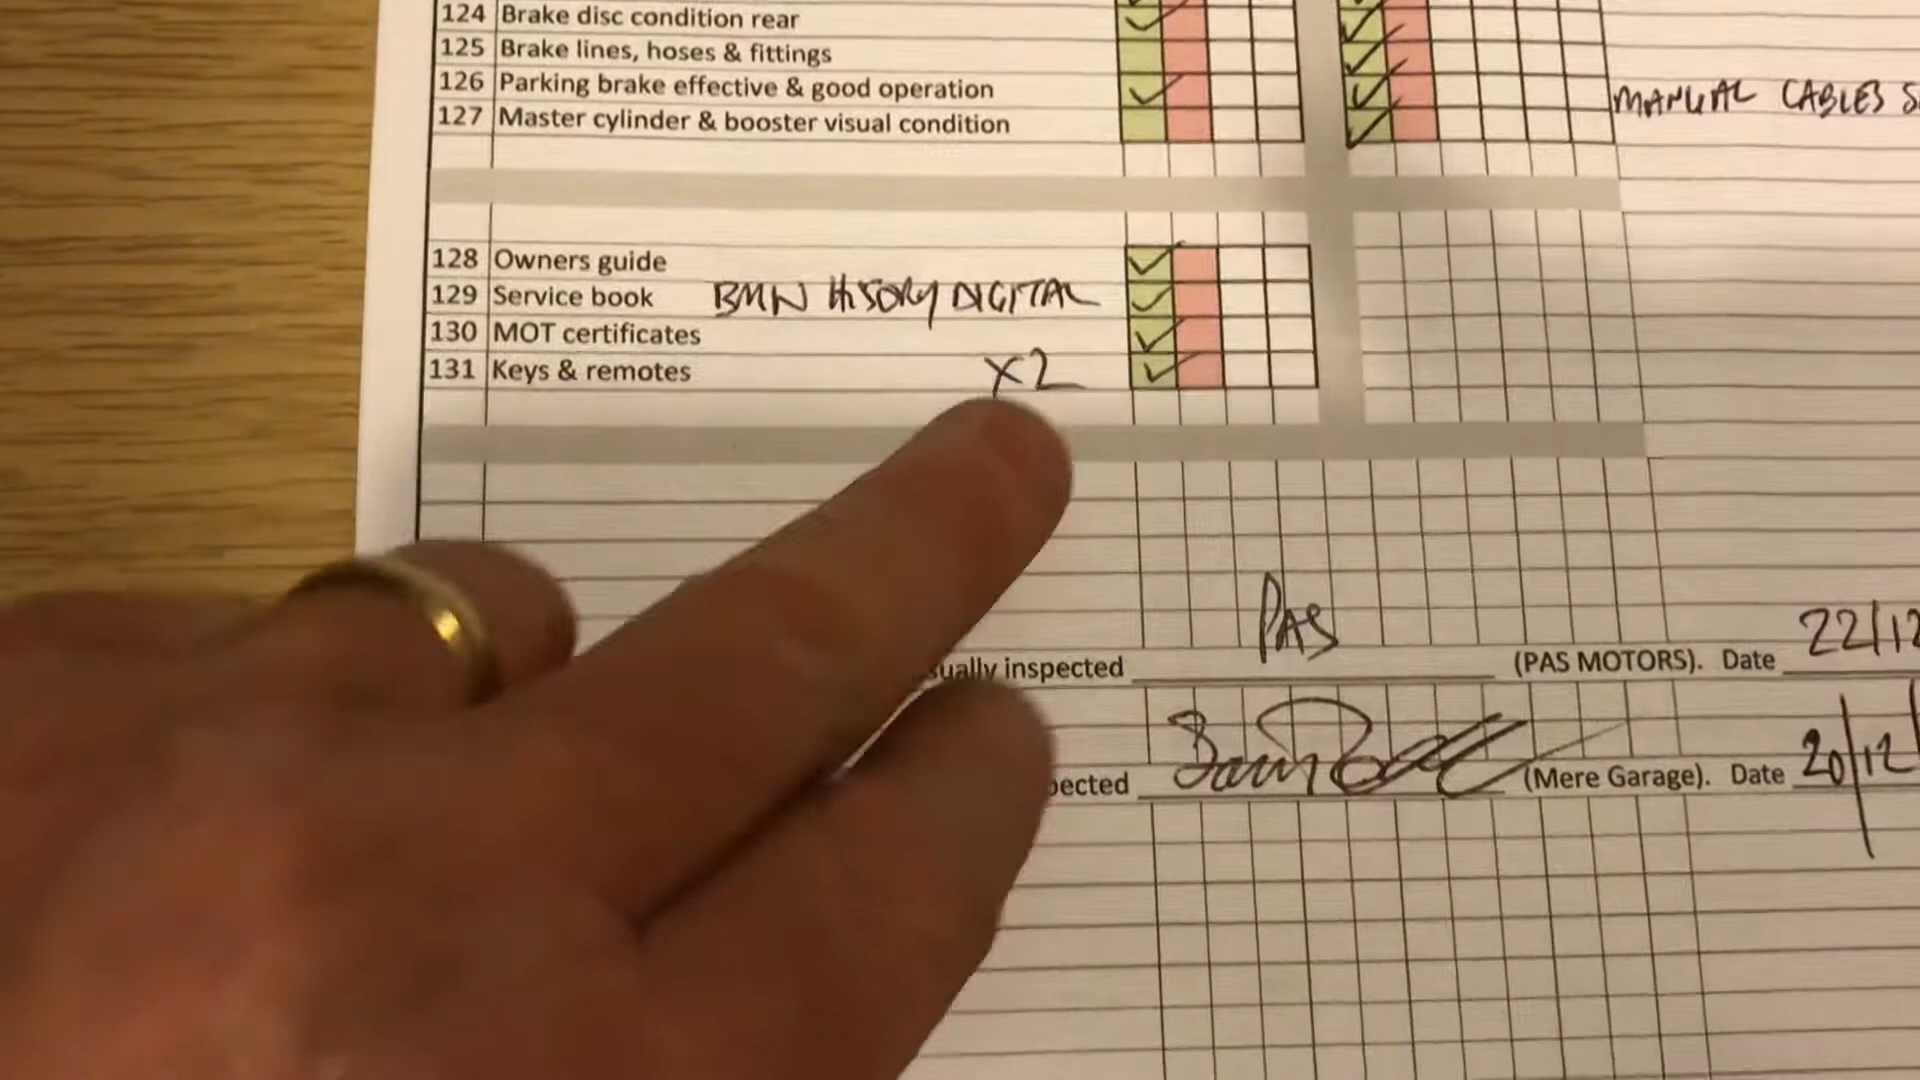 124 Brake disc condition rear
125 Brake lines, hoses & fittings
126 Parking brake effective & good operation MANUAL CABLES
127 Master cylinder & booster visual condition
128 Owners guide
129 Service book BMW HISORY DIGITAL
130 MOT certificates
131 Keys & remotes X2
ually inspected PAS (PAS MOTORS). Date 22/12
pected (Mere Garage). Date 20/12/